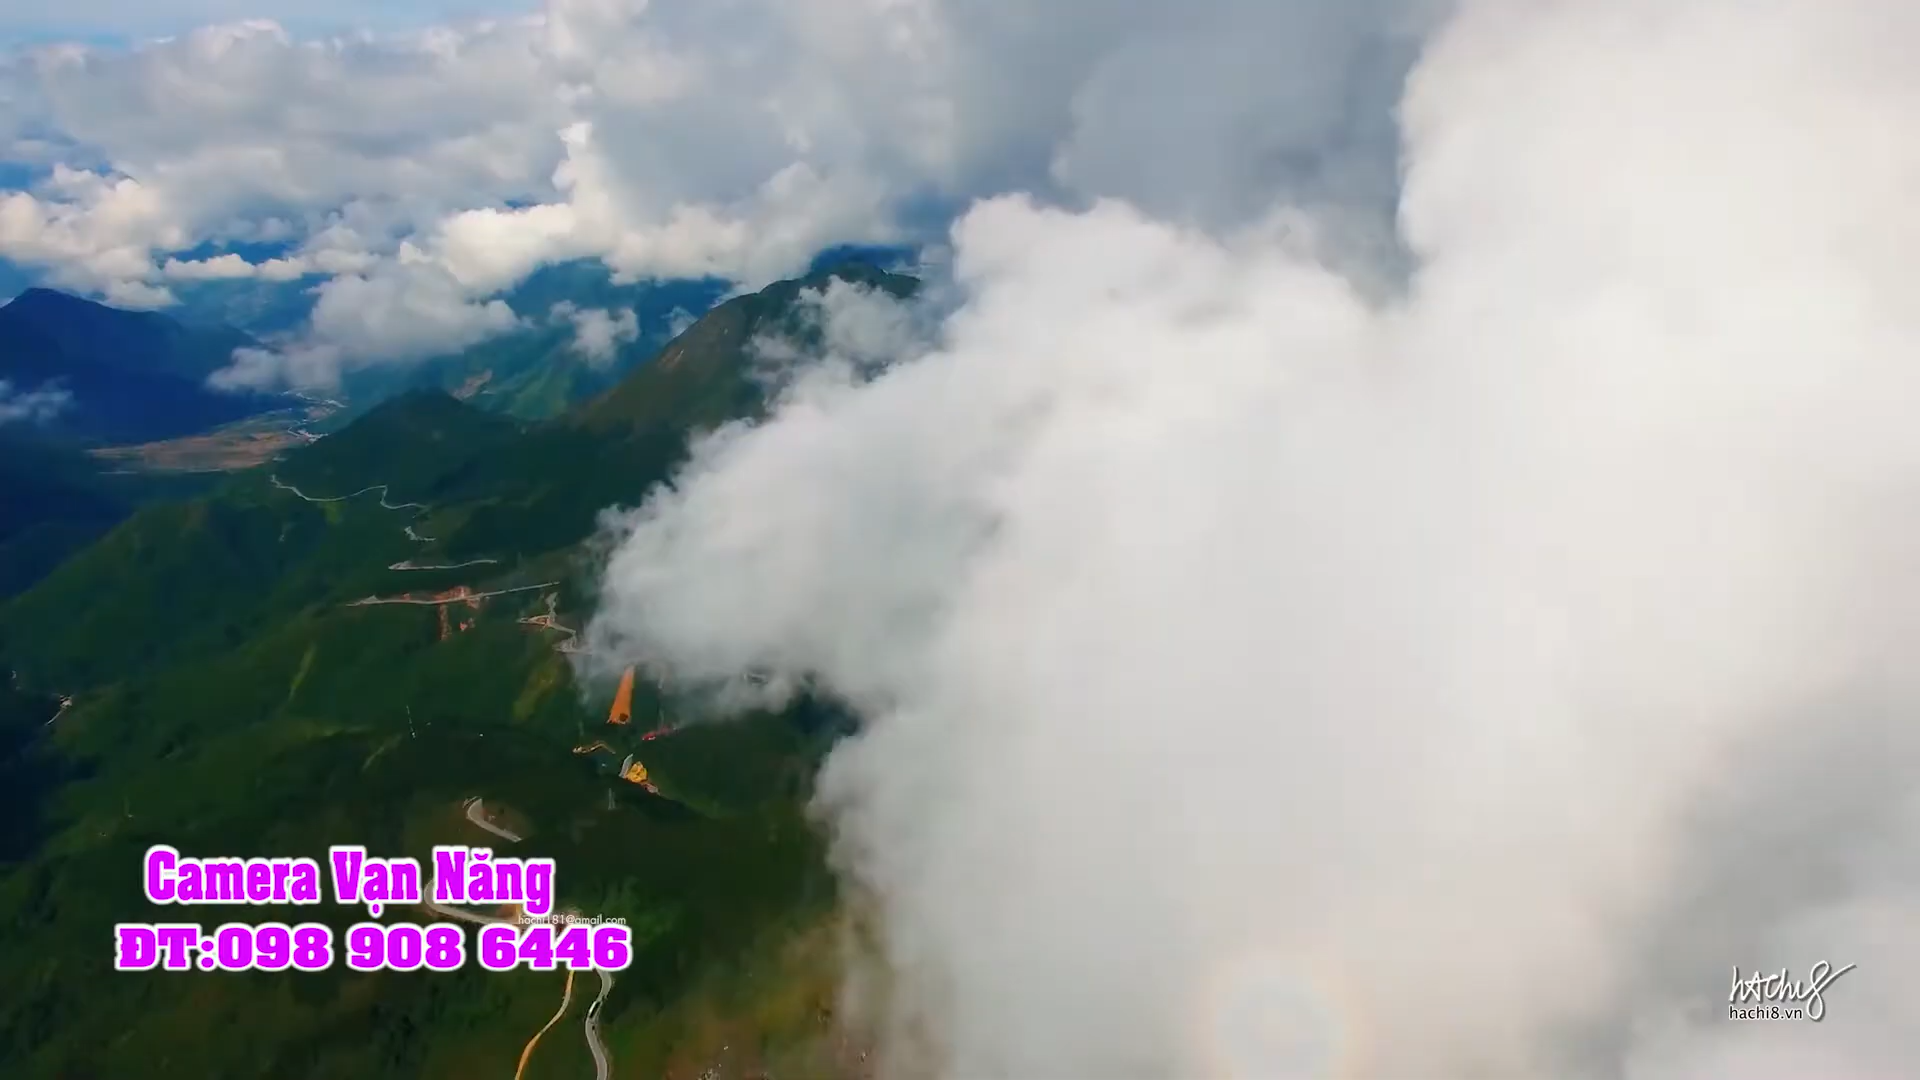 Camera Vạn Năng
hachi181@gmail.com
ĐT:098 908 6446
hAchi8
hachi8.vn